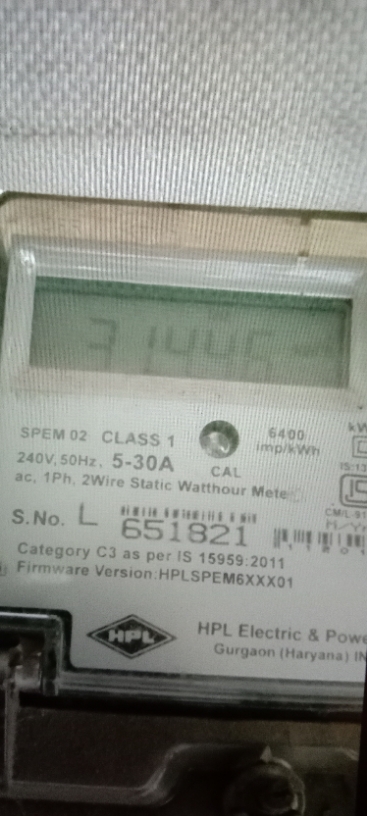 SPEM 02 CLASS 1
6400
imp/kWh
240V, 50Hz, 5-30A
CAL
ac, 1Ph, 2Wire Static Watthour Mete
S.No. L 651821
Category C3 as per IS 15959:2011
Firmware Version:HPLSPEM6XXX01
HPL
HPL Electric & Powe
Gurgaon (Haryana) IN